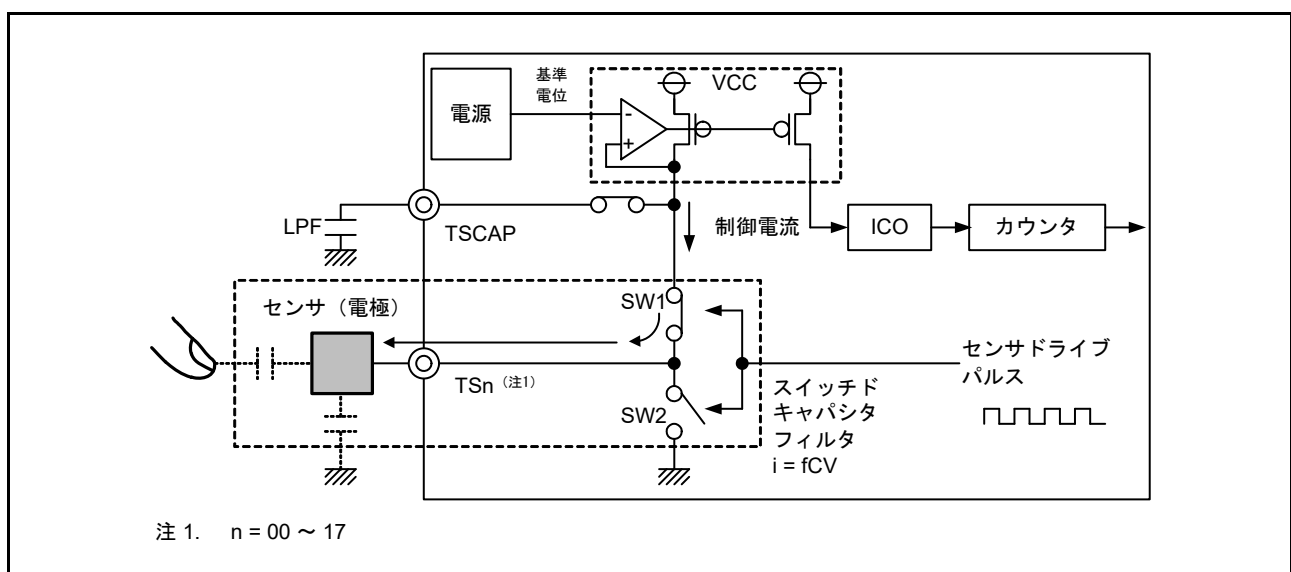 電源
基準
電位
VCC
-
+
LPF
TSCAP
制御電流
ICO
カウンタ
センサ（電極）
SW1
TSn（注1）
SW2
センサドライブ
パルス
スイッチド
キャパシタ
フィルタ
i = fCV
注 1. n = 00 ～ 17